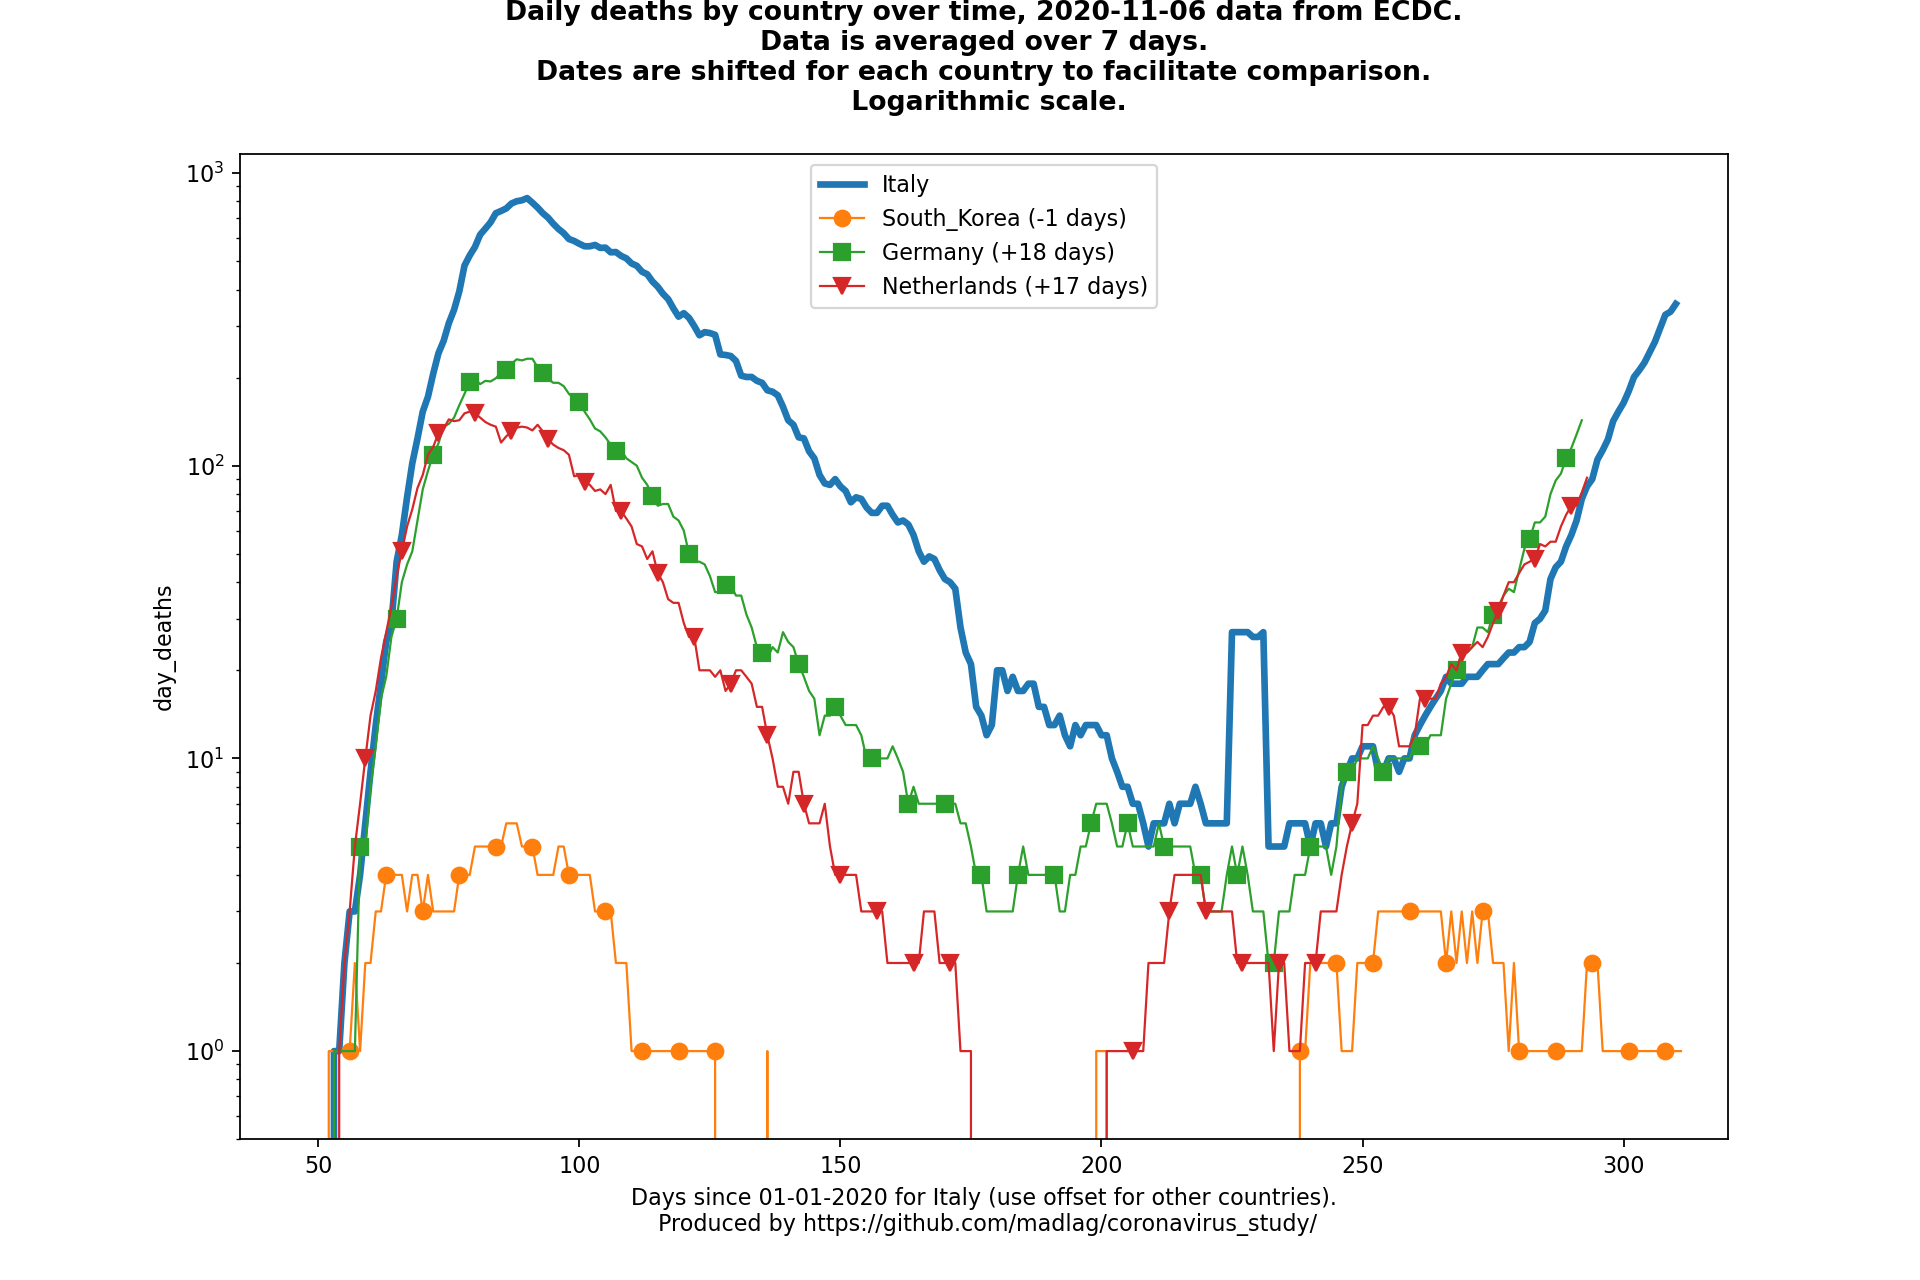 Daily deaths by country over time, 2020-11-06 data from ECDC.
Data is averaged over 7 days.
Dates are shifted for each country to facilitate comparison.
Logarithmic scale.
10³
10²
10¹
10⁰
day_deaths
Italy
South_Korea (-1 days)
Germany (+18 days)
Netherlands (+17 days)
50 100 150 200 250 300
Days since 01-01-2020 for Italy (use offset for other countries).
Produced by https://github.com/madlag/coronavirus_study/